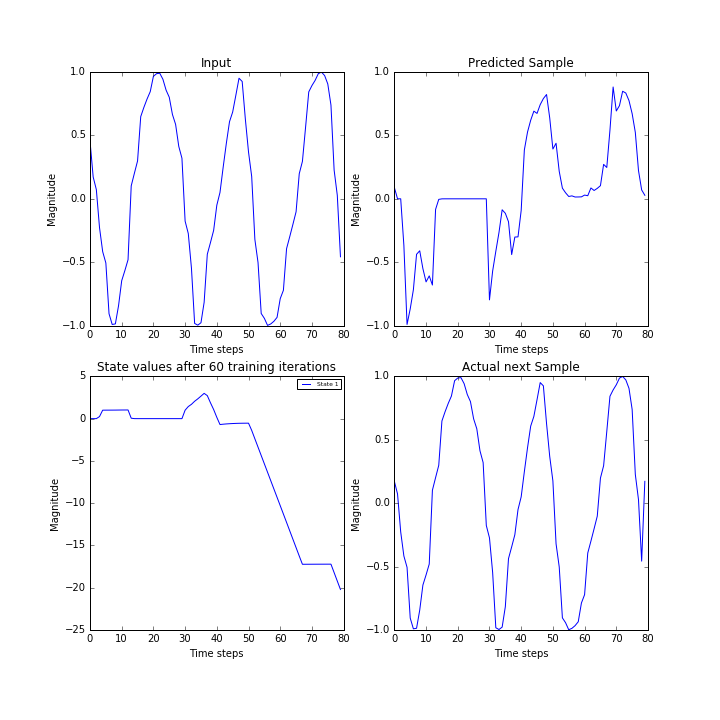 Input
Predicted Sample
1.0
0.5
0.0
−0.5
−1.0
Magnitude
0 10 20 30 40 50 60 70 80
Time steps
1.0
0.5
0.0
−0.5
−1.0
Magnitude
0 10 20 30 40 50 60 70 80
Time steps
State values after 60 training iterations
Actual next Sample
5
0
−5
−10
−15
−20
−25
Magnitude
State 1
0 10 20 30 40 50 60 70 80
Time steps
1.0
0.5
0.0
−0.5
−1.0
Magnitude
0 10 20 30 40 50 60 70 80
Time steps